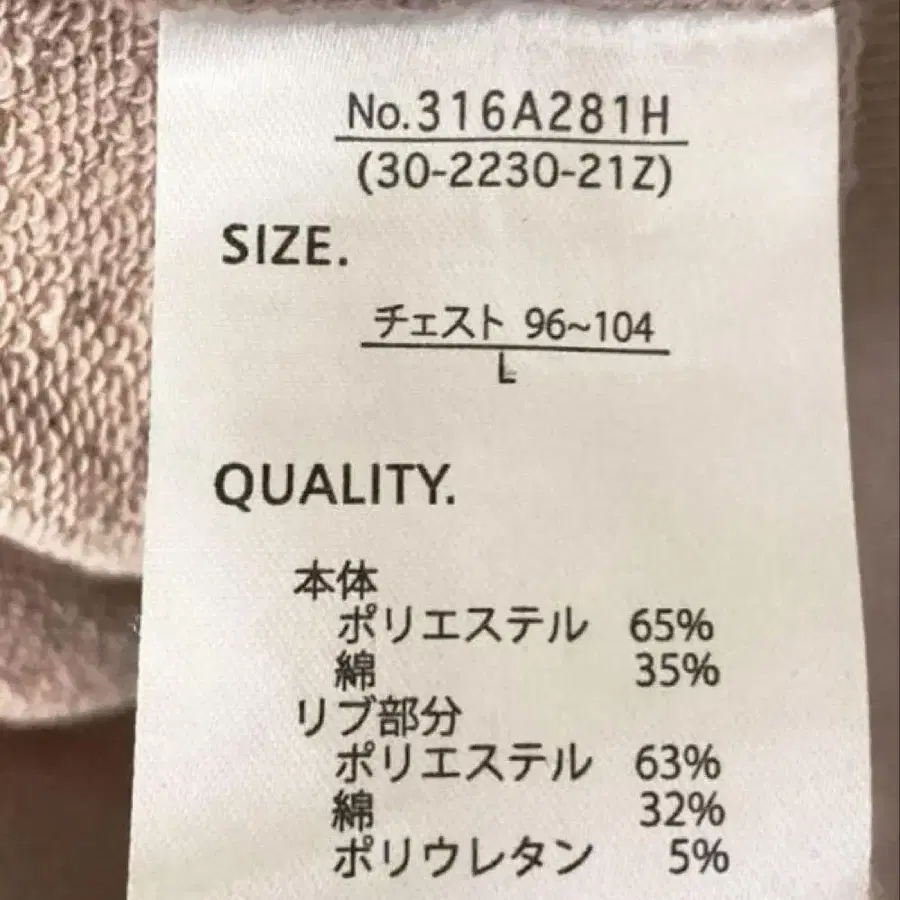 No.316A281H
(30-2230-21Z)
SIZE.
チェスト 96~104
L
QUALITY.
本体
ポリエステル 65%
綿 35%
リブ部分
ポリエステル 63%
綿 32%
ポリウレタン 5%